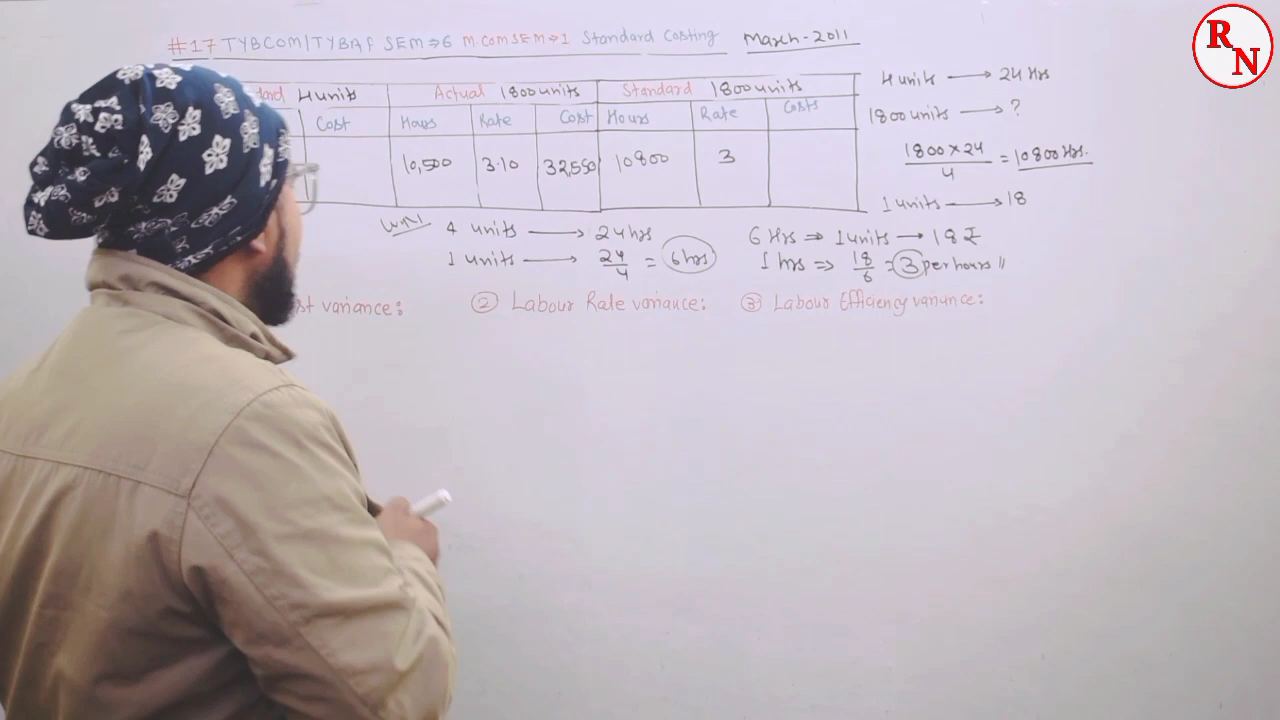 #17 TYBCOM/TYBAF SEM⇒6 M.COM SEM⇒1 Standard Costing March-2011
RN
4 units Actual 1800 units Standard 1800 units
Cost Hours Rate Cost Hours Rate Costs
10,500 3.10 32,550 10800 3
4 units → 24 Hrs
1800 units → ?
1800 × 24 / 4 = 10800 Hrs.
1 units → 18
WN1 4 units → 24 hrs
1 units → 24/4 = 6 hrs
6 Hrs ⇒ 1 units → 18 ₹
1 hrs ⇒ 18/6 = 3 per hours //
variance:
② Labour Rate variance:
③ Labour Efficiency variance: